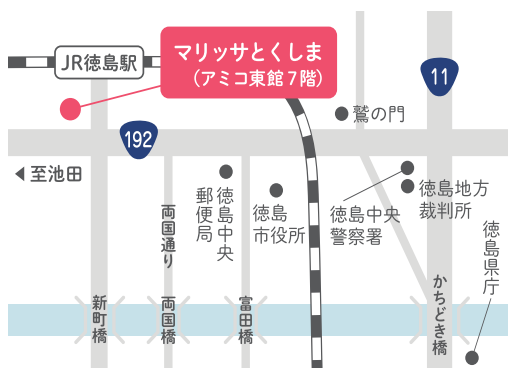 マリッサとくしま
（アミコ東館７階）
JR徳島駅
11
192
鷲の門
至池田
徳島地方
裁判所
徳島中央
警察署
徳島
市役所
徳島中央
郵便局
両国通り
徳島県庁
新町橋
両国橋
富田橋
かちどき橋